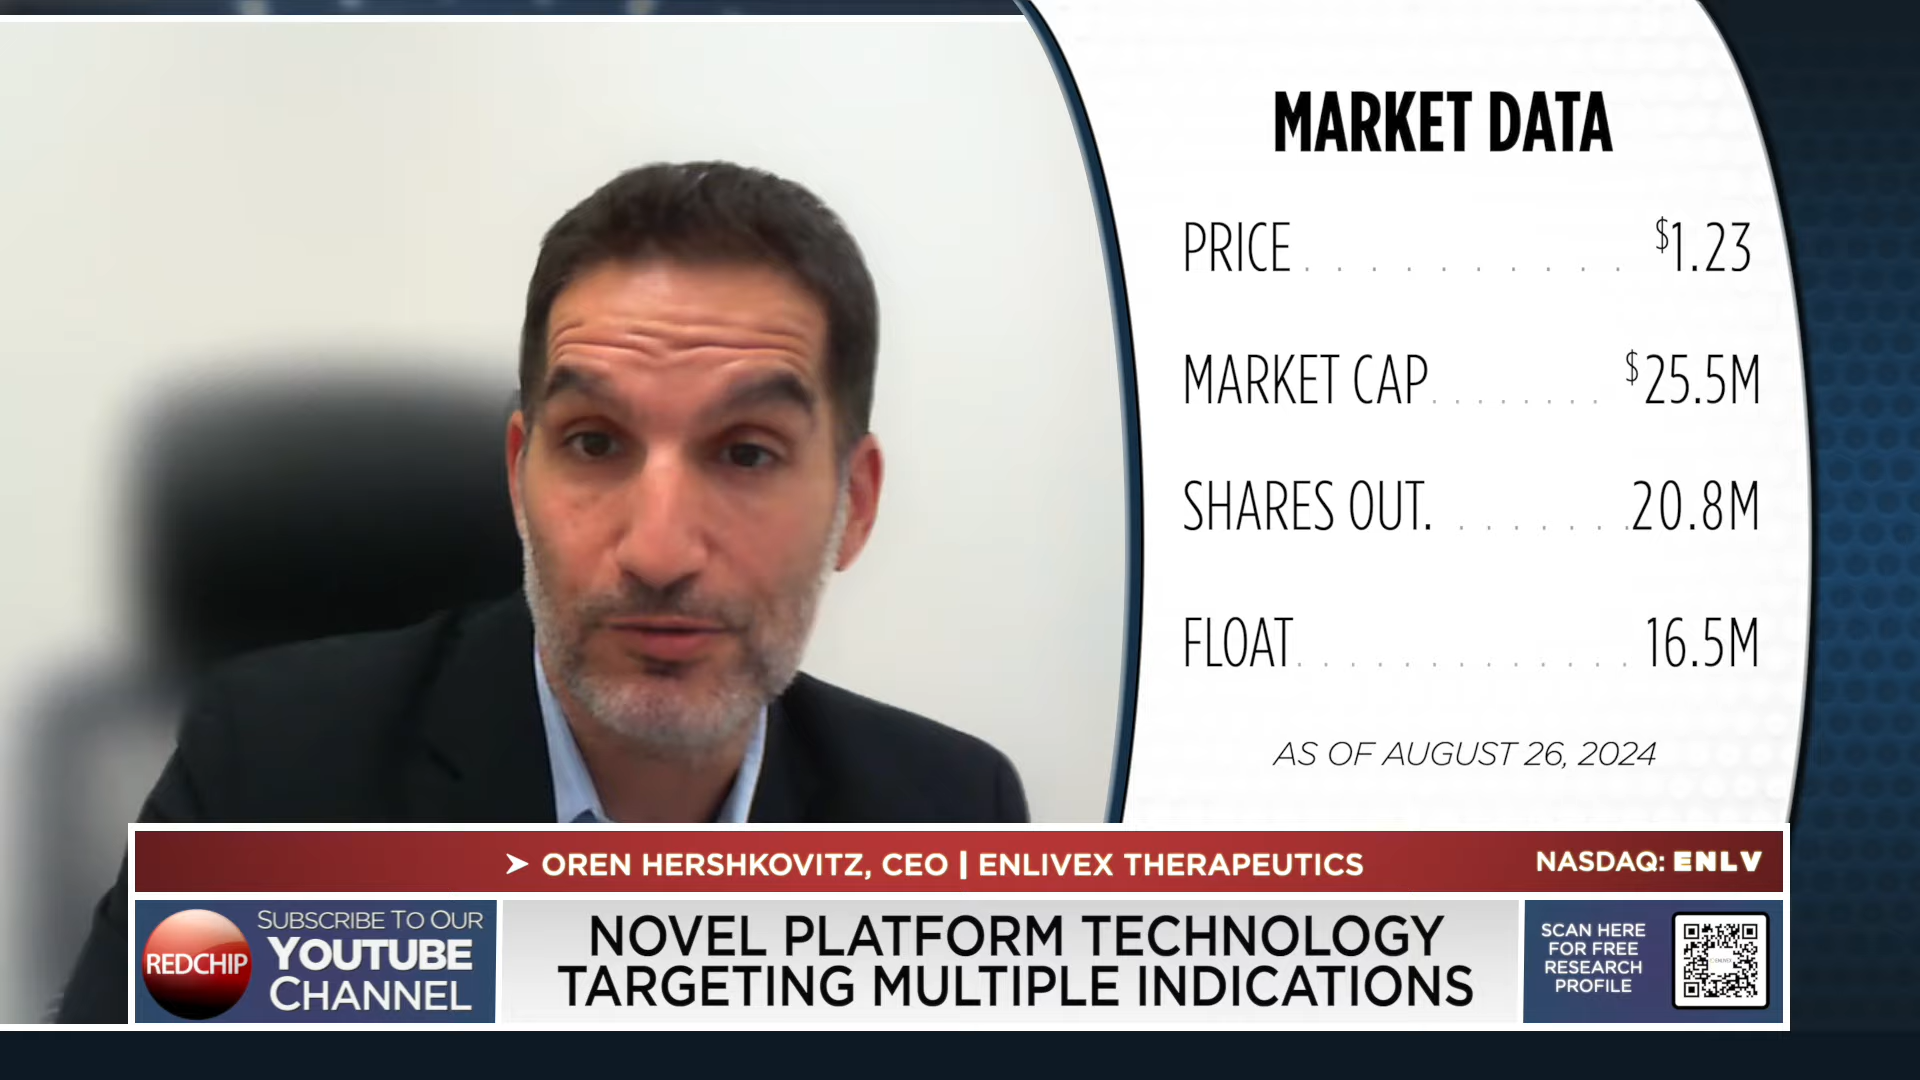 MARKET DATA
PRICE. . . . . . . . . . $1.23
MARKET CAP. . . . . . . . $25.5M
SHARES OUT. . . . . . . .20.8M
FLOAT. . . . . . . . . . . . . 16.5M
AS OF AUGUST 26, 2024
➤ OREN HERSHKOVITZ, CEO | ENLIVEX THERAPEUTICS
NASDAQ: ENLV
REDCHIP
SUBSCRIBE TO OUR
YOUTUBE
CHANNEL
NOVEL PLATFORM TECHNOLOGY
TARGETING MULTIPLE INDICATIONS
SCAN HERE
FOR FREE
RESEARCH
PROFILE